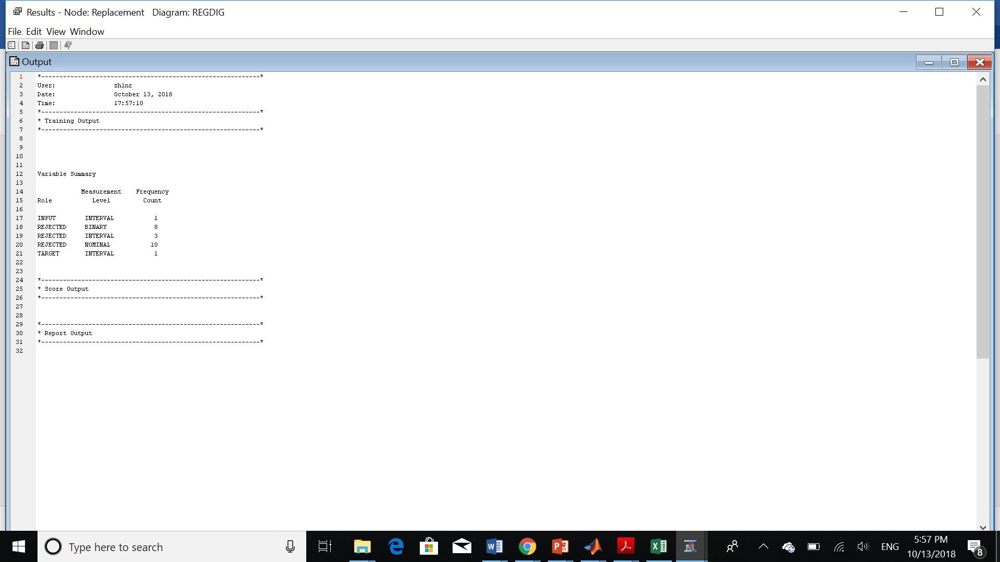 Results - Node: Replacement   Diagram: REGDIG
File Edit View Window
Output
1 *------------------------------------------------------------*
2 User:                zhlnr
3 Date:                October 13, 2018
4 Time:                17:57:10
5 *------------------------------------------------------------*
6 * Training Output
7 *------------------------------------------------------------*
8
9
10
11
12 Variable Summary
13
14             Measurement    Frequency
15 Role           Level         Count
16
17 INPUT        INTERVAL           1
18 REJECTED     BINARY             8
19 REJECTED     INTERVAL           3
20 REJECTED     NOMINAL           10
21 TARGET       INTERVAL           1
22
23
24 *------------------------------------------------------------*
25 * Score Output
26 *------------------------------------------------------------*
27
28
29 *------------------------------------------------------------*
30 * Report Output
31 *------------------------------------------------------------*
32
Type here to search
ENG
5:57 PM
10/13/2018
8